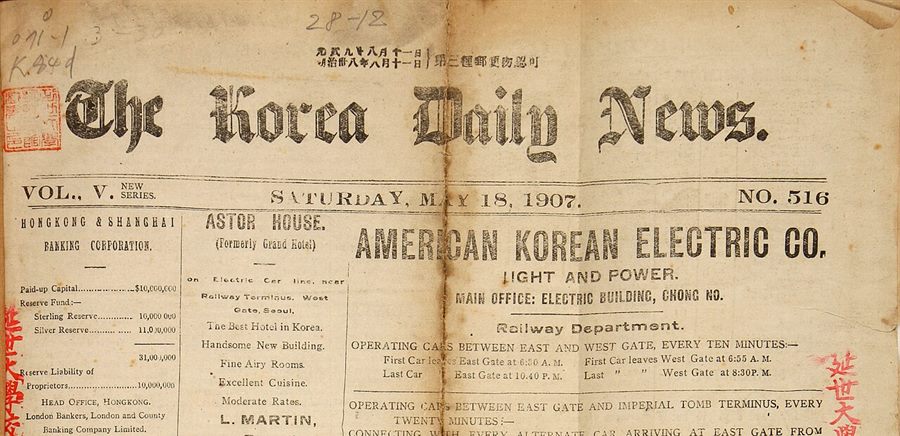 28-12
光武九年八月十一日
明治卅八年八月十一日
第三種郵便物認可
The Korea Daily News.
VOL., V. NEW SERIES.
SATURDAY, MAY 18, 1907.
NO. 516
HONGKONG & SHANGHAI
BANKING CORPORATION.
Paid-up Capital $10,000,000
Reserve Fund:—
Sterling Reserve 10,000 000
Silver Reserve 11,000,000
31,000,000
Reserve Liability of
Proprietors 10,000,000
HEAD OFFICE, HONGKONG.
London Bankers, London and County
Banking Company Limited.
ASTOR HOUSE.
(Formerly Grand Hotel)
on Electric Car line, near
Railway Terminus. West
Gate, Seoul.
The Best Hotel in Korea.
Handsome New Building.
Fine Airy Rooms.
Excellent Cuisine.
Moderate Rates.
L. MARTIN,
AMERICAN KOREAN ELECTRIC CO.
LIGHT AND POWER.
MAIN OFFICE: ELECTRIC BUILDING, CHONG NO.
Railway Department.
OPERATING CARS BETWEEN EAST AND WEST GATE, EVERY TEN MINUTES:—
First Car leaves East Gate at 6:50 A. M. First Car leaves West Gate at 6:55 A. M.
Last Car East Gate at 10.40 P. M. Last " " West Gate at 8:30P. M.
OPERATING CARS BETWEEN EAST GATE AND IMPERIAL TOMB TERMINUS, EVERY
TWENTY MINUTES:—
CONNECTING WITH EVERY ALTERNATE CAR ARRIVING AT EAST GATE FROM
延世大學
延世大學